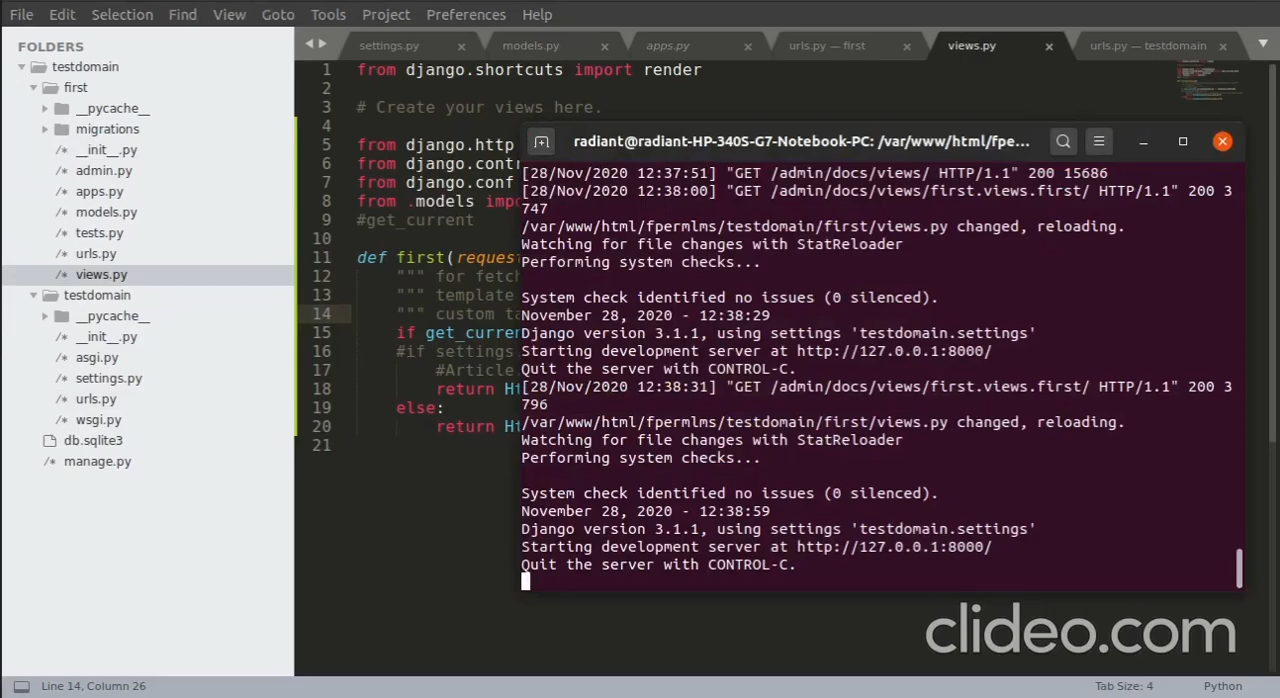 File Edit Selection Find View Goto Tools Project Preferences Help
FOLDERS
testdomain
first
__pycache__
migrations
__init__.py
admin.py
apps.py
models.py
tests.py
urls.py
views.py
testdomain
__pycache__
__init__.py
asgi.py
settings.py
urls.py
wsgi.py
db.sqlite3
manage.py
settings.py × models.py × apps.py × urls.py — first × views.py × urls.py — testdomain ×
1 from django.shortcuts import render
2
3 # Create your views here.
4
5 from django.http
6 from django.contr
7 from django.conf
8 from .models impo
9 #get_current
10
11 def first(reques
12 """ for fetch
13 """ template
14 """ custom ta
15 if get_curren
16 #if settings
17 #Article.
18 return Ht
19 else:
20 return Ht
21
radiant@radiant-HP-340S-G7-Notebook-PC: /var/www/html/fpe...
[28/Nov/2020 12:37:51] "GET /admin/docs/views/ HTTP/1.1" 200 15686
[28/Nov/2020 12:38:00] "GET /admin/docs/views/first.views.first/ HTTP/1.1" 200 3
747
/var/www/html/fpermlms/testdomain/first/views.py changed, reloading.
Watching for file changes with StatReloader
Performing system checks...
System check identified no issues (0 silenced).
November 28, 2020 - 12:38:29
Django version 3.1.1, using settings 'testdomain.settings'
Starting development server at http://127.0.0.1:8000/
Quit the server with CONTROL-C.
[28/Nov/2020 12:38:31] "GET /admin/docs/views/first.views.first/ HTTP/1.1" 200 3
796
/var/www/html/fpermlms/testdomain/first/views.py changed, reloading.
Watching for file changes with StatReloader
Performing system checks...
System check identified no issues (0 silenced).
November 28, 2020 - 12:38:59
Django version 3.1.1, using settings 'testdomain.settings'
Starting development server at http://127.0.0.1:8000/
Quit the server with CONTROL-C.
clideo.com
Line 14, Column 26
Tab Size: 4
Python